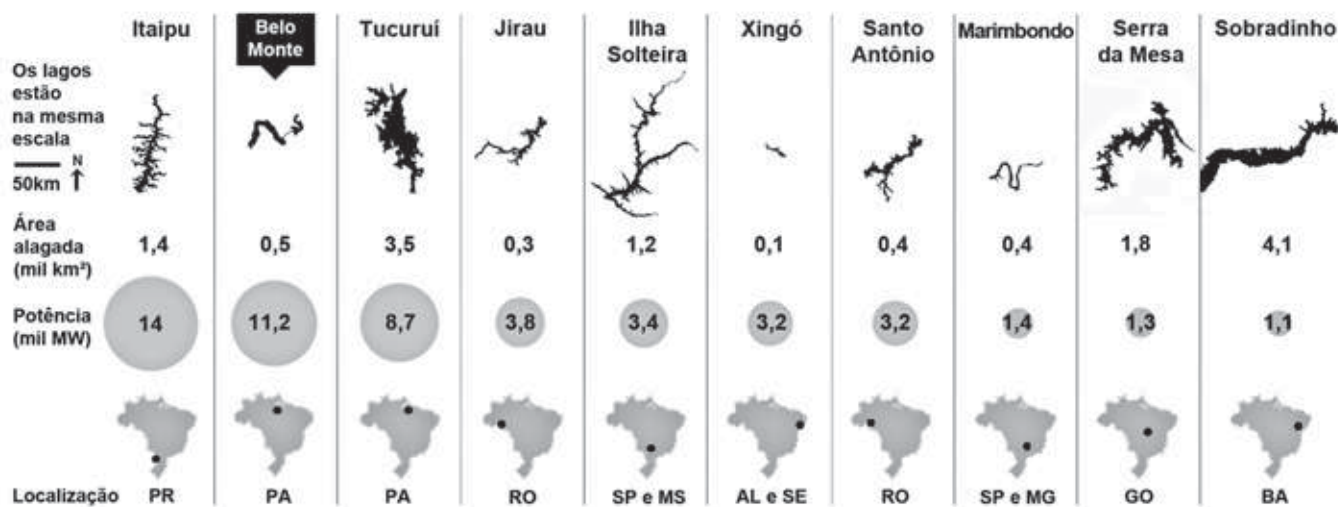 Itaipu
Belo
Monte
Tucuruí
Jirau
Ilha
Solteira
Xingó
Santo
Antônio
Marimbondo
Serra
da Mesa
Sobradinho
Os lagos
estão
na mesma
escala
N
50km
Área
alagada
(mil km²)
1,4 0,5 3,5 0,3 1,2 0,1 0,4 0,4 1,8 4,1
Potência
(mil MW)
14 11,2 8,7 3,8 3,4 3,2 3,2 1,4 1,3 1,1
Localização PR PA PA RO SP e MS AL e SE RO SP e MG GO BA